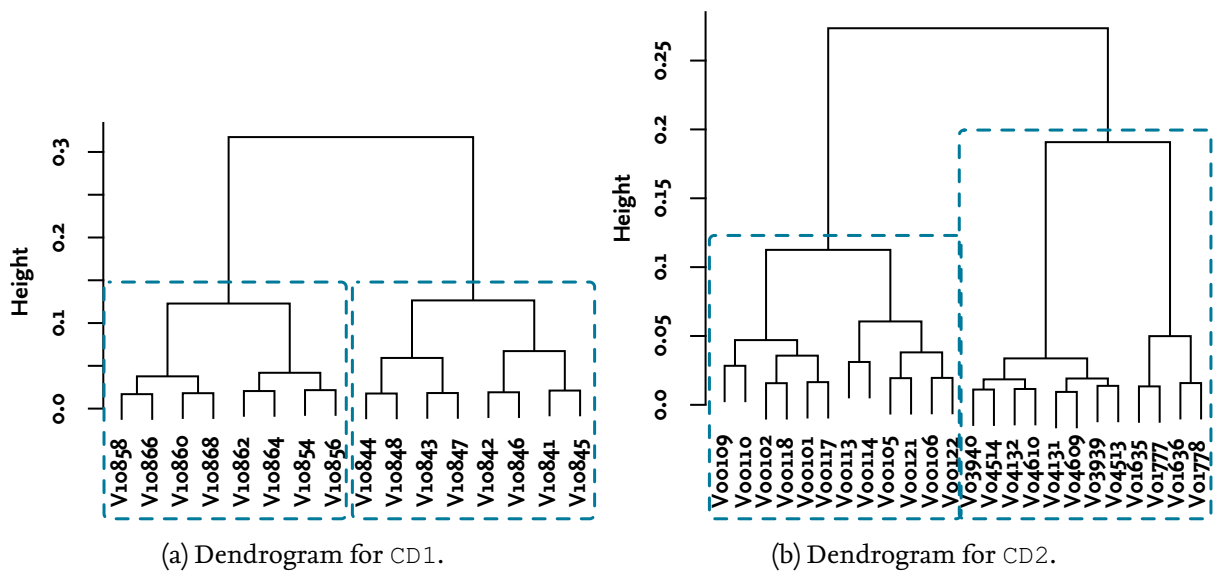 Height
0.0
0.1
0.2
0.3
V10858
V10866
V10860
V10868
V10862
V10864
V10854
V10856
V10844
V10848
V10843
V10847
V10842
V10846
V10841
V10845
(a) Dendrogram for CD1.
Height
0.0
0.05
0.1
0.15
0.2
0.25
V00109
V00110
V00102
V00118
V00101
V00117
V00113
V00114
V00105
V00121
V00106
V00122
V03940
V04514
V04132
V04610
V04131
V04609
V03939
V04513
V01635
V01777
V01636
V01778
(b) Dendrogram for CD2.